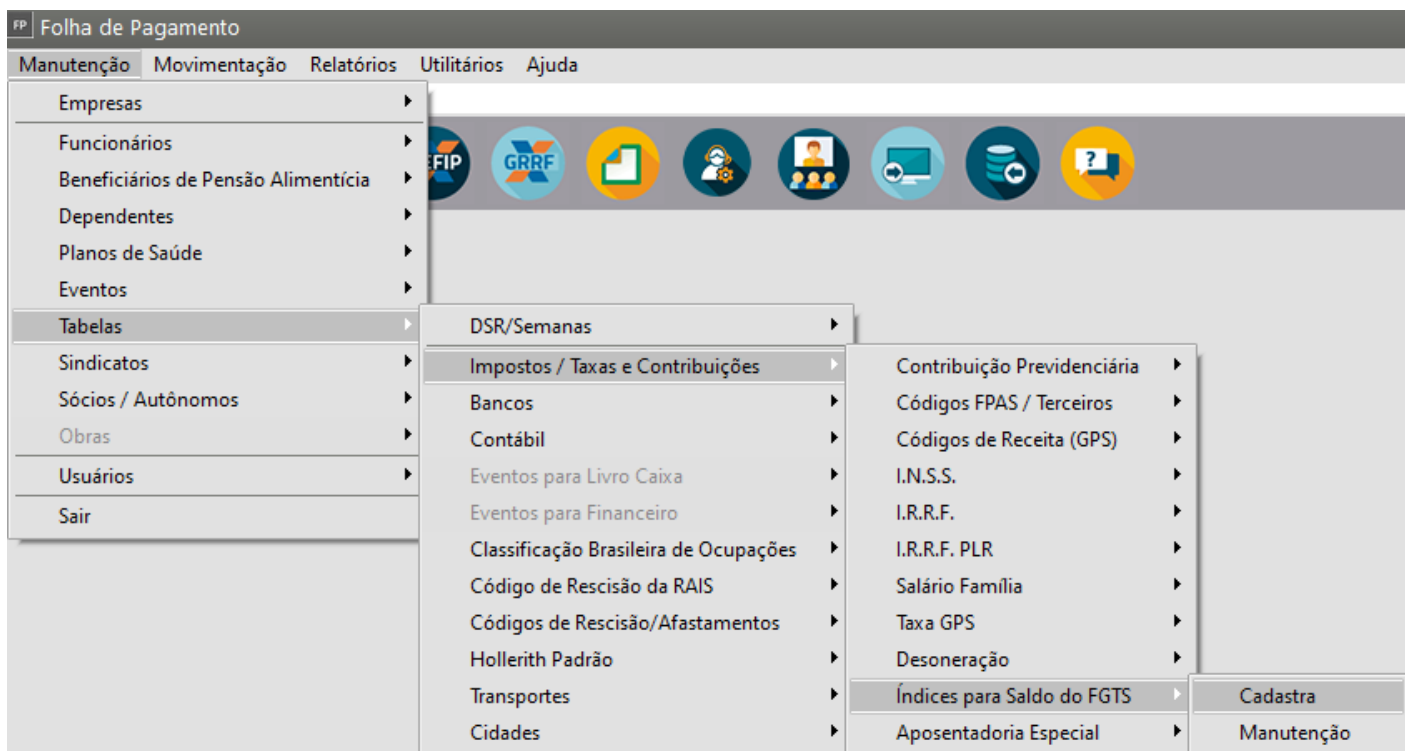 FP Folha de Pagamento
Manutenção Movimentação Relatórios Utilitários Ajuda
Empresas
Funcionários
Beneficiários de Pensão Alimentícia
Dependentes
Planos de Saúde
Eventos
Tabelas
Sindicatos
Sócios / Autônomos
Obras
Usuários
Sair
EFIP
GRRF
?
DSR/Semanas
Impostos / Taxas e Contribuições
Bancos
Contábil
Eventos para Livro Caixa
Eventos para Financeiro
Classificação Brasileira de Ocupações
Código de Rescisão da RAIS
Códigos de Rescisão/Afastamentos
Hollerith Padrão
Transportes
Cidades
Contribuição Previdenciária
Códigos FPAS / Terceiros
Códigos de Receita (GPS)
I.N.S.S.
I.R.R.F.
I.R.R.F. PLR
Salário Família
Taxa GPS
Desoneração
Índices para Saldo do FGTS
Aposentadoria Especial
Cadastra
Manutenção